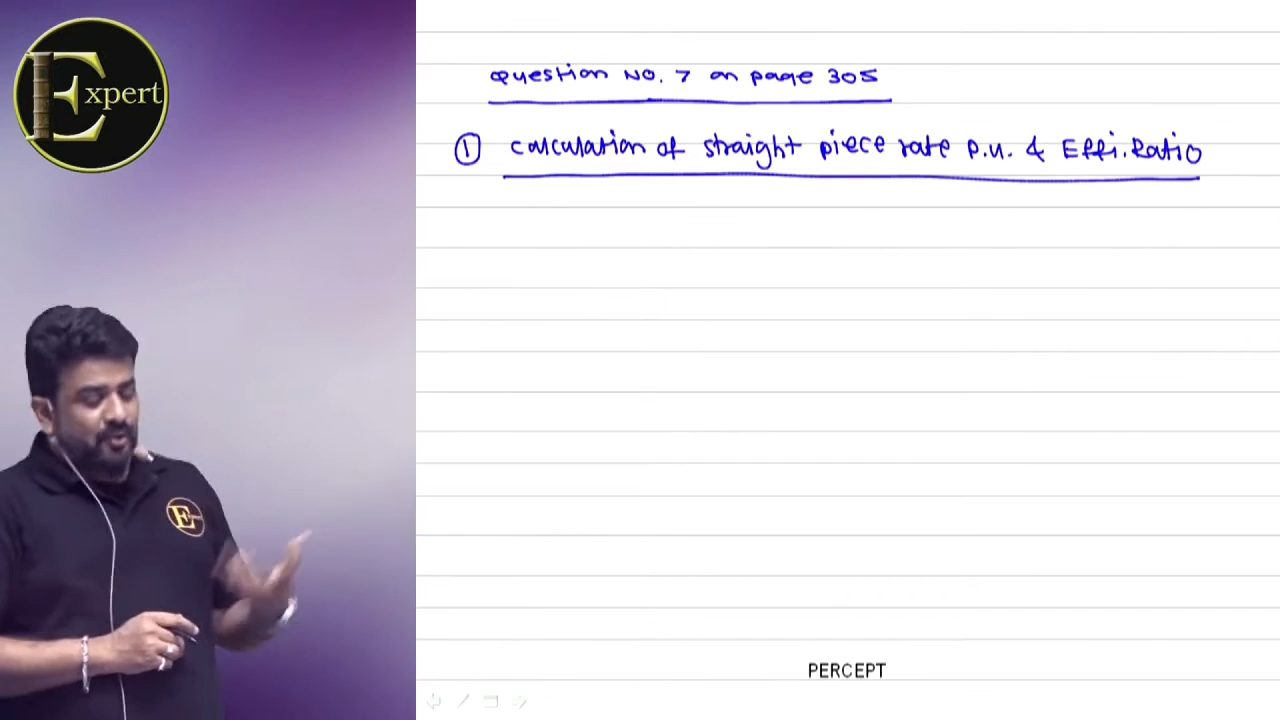 Expert
Question No. 7 on page 305
① calculation of straight piece rate p.u. & Effi. Ratio
PERCEPT